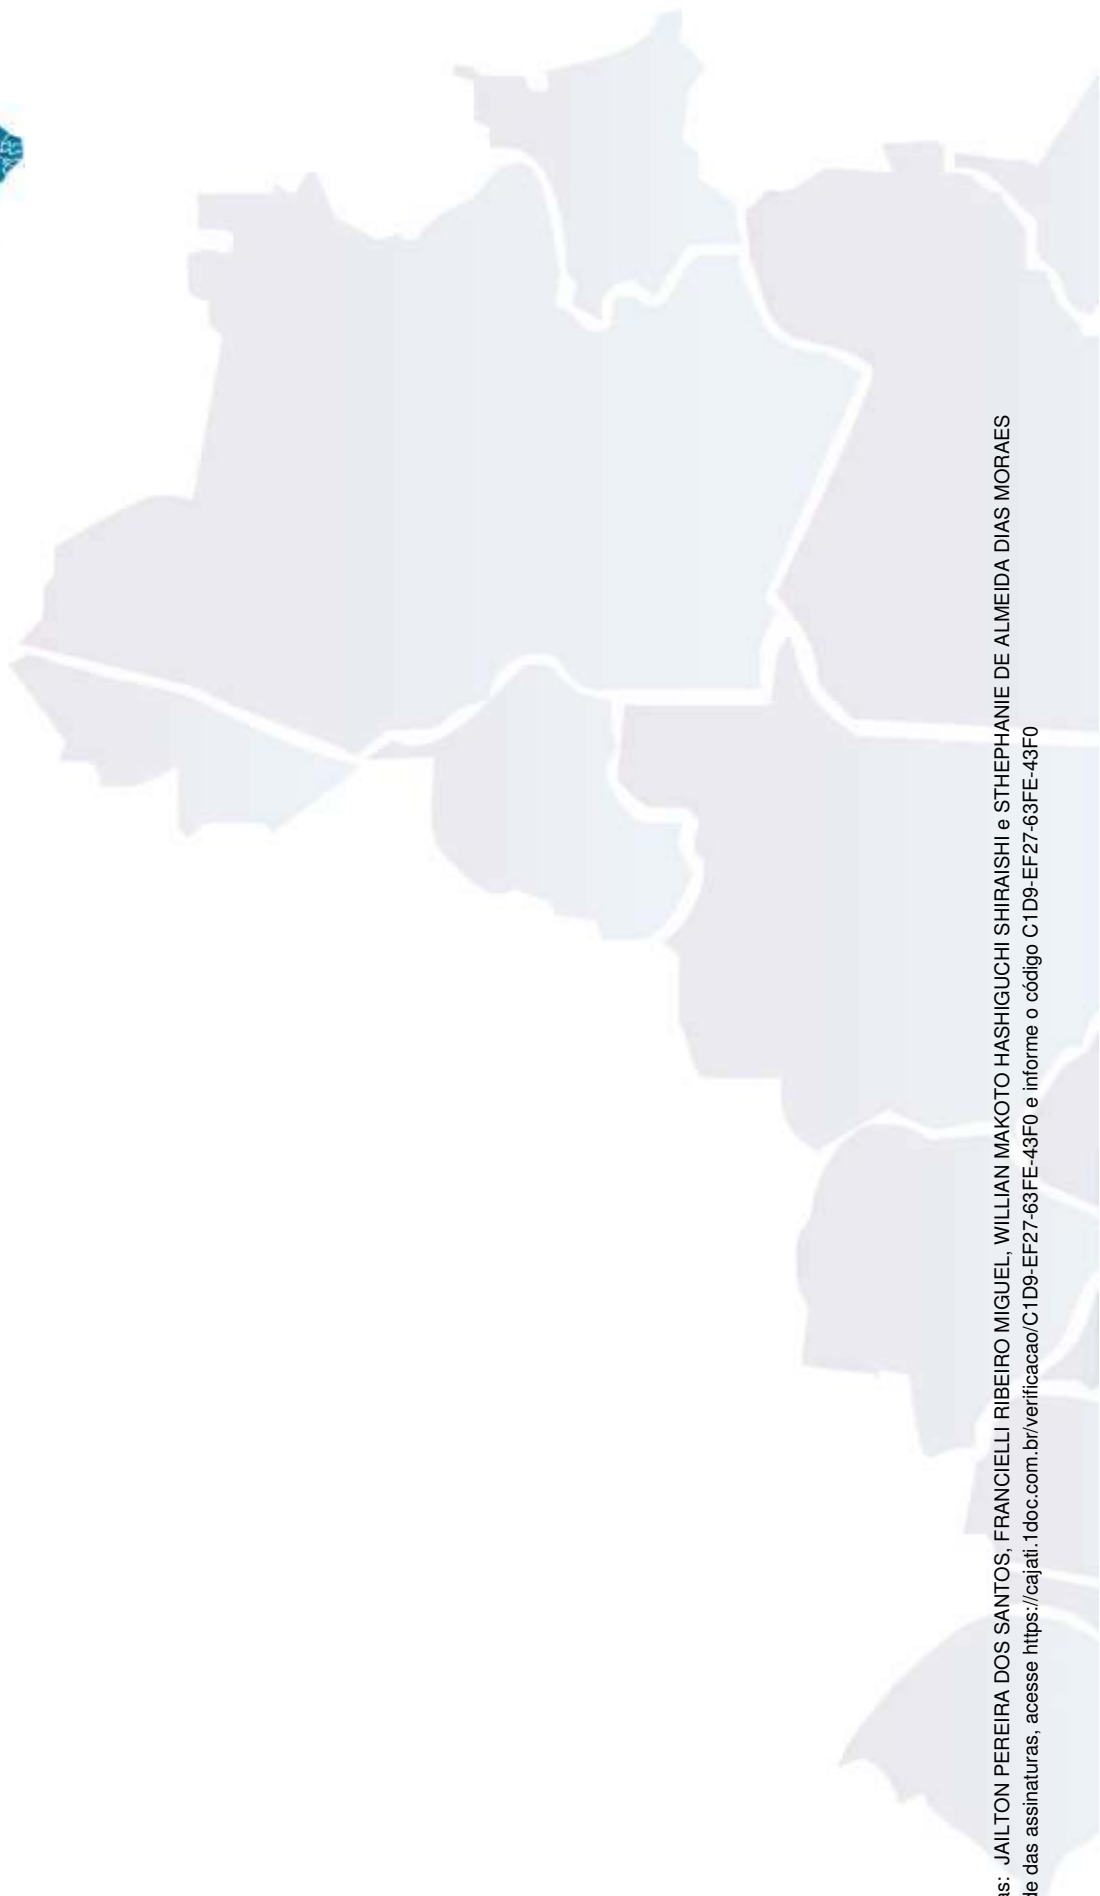 as: JAILTON PEREIRA DOS SANTOS, FRANCIELLI RIBEIRO MIGUEL, WILLIAN MAKOTO HASHIGUCHI SHIRAISHI e STHEPHANIE DE ALMEIDA DIAS MORAES
de das assinaturas, acesse https://cajati.1doc.com.br/verificacao/C1D9-EF27-63FE-43F0 e informe o código C1D9-EF27-63FE-43F0